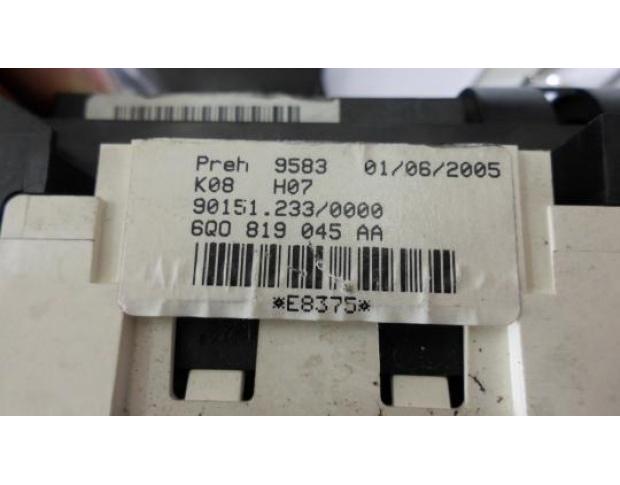 Preh 9583 01/06/2005
K08 H07
90151.233/0000
6Q0 819 045 AA
*E8375*